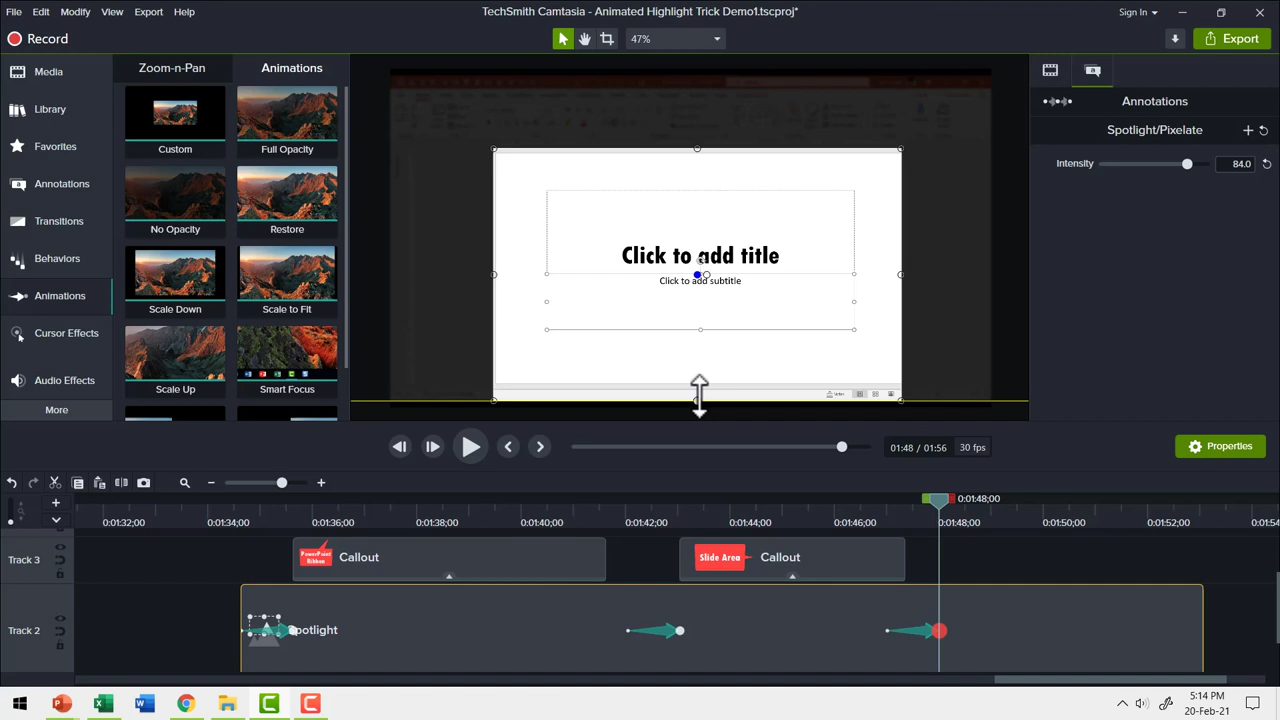 File Edit Modify View Export Help
TechSmith Camtasia - Animated Highlight Trick Demo1.tscproj*
Sign In
Record
47%
Export
Media
Library
Favorites
Annotations
Transitions
Behaviors
Animations
Cursor Effects
Audio Effects
More
Zoom-n-Pan
Animations
Custom
Full Opacity
No Opacity
Restore
Scale Down
Scale to Fit
Scale Up
Smart Focus
Click to add title
Click to add subtitle
Annotations
Spotlight/Pixelate
Intensity
84.0
01:48 / 01:56
30 fps
Properties
0:01:48;00
0:01:32;00
0:01:34;00
0:01:36;00
0:01:38;00
0:01:40;00
0:01:42;00
0:01:44;00
0:01:46;00
0:01:48;00
0:01:50;00
0:01:52;00
0:01:54
Track 3
PowerPoint
Ribbon
Callout
Slide Area
Callout
Track 2
Spotlight
5:14 PM
20-Feb-21